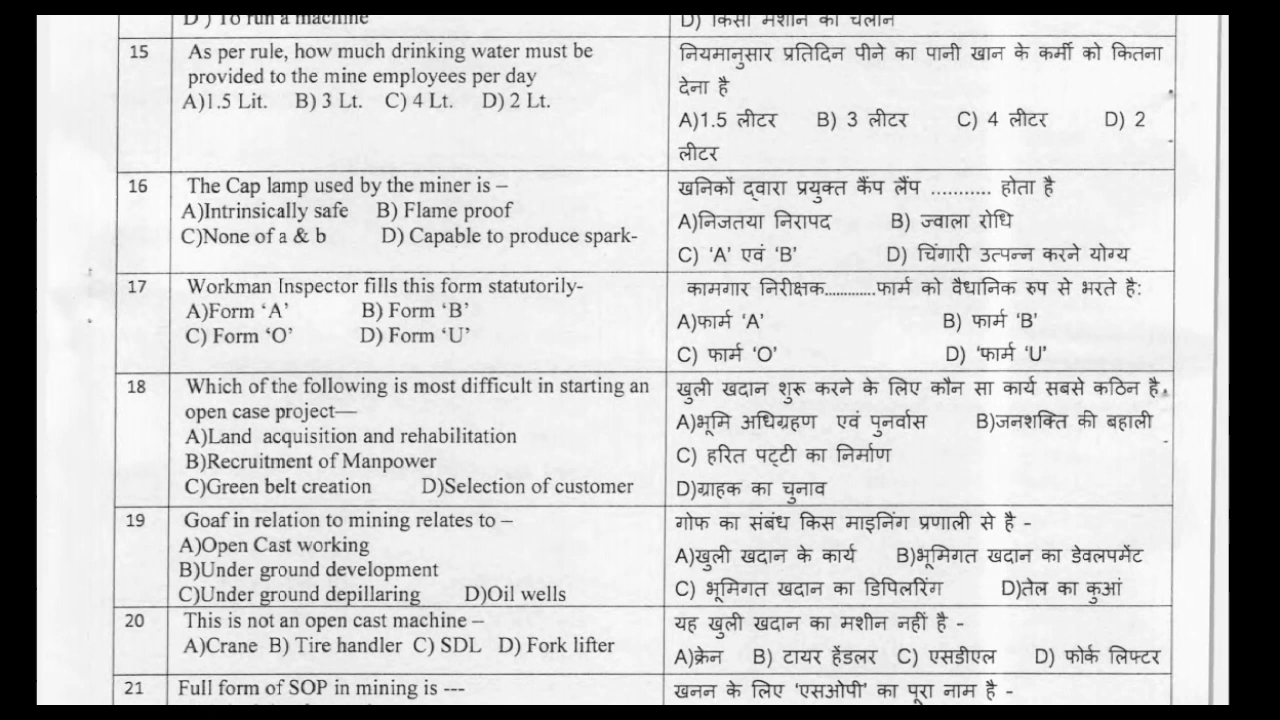 D ) To run a machine
D) किसी मशीन को चलाने
15
As per rule, how much drinking water must be
provided to the mine employees per day
A)1.5 Lit. B) 3 Lt. C) 4 Lt. D) 2 Lt.
नियमानुसार प्रतिदिन पीने का पानी खान के कर्मी को कितना
देना है
A)1.5 लीटर B) 3 लीटर C) 4 लीटर D) 2
लीटर
16
The Cap lamp used by the miner is –
A)Intrinsically safe B) Flame proof
C)None of a & b D) Capable to produce spark-
खनिकों द्वारा प्रयुक्त कैंप लैंप ........... होता है
A)निजतया निरापद B) ज्वाला रोधि
C) ‘A’ एवं ‘B’ D) चिंगारी उत्पन्न करने योग्य
17
Workman Inspector fills this form statutorily-
A)Form ‘A’ B) Form ‘B’
C) Form ‘O’ D) Form ‘U’
कामगार निरीक्षक............फार्म को वैधानिक रुप से भरते है:
A)फार्म ‘A’ B) फार्म ‘B’
C) फार्म ‘O’ D) ‘फार्म ‘U’
18
Which of the following is most difficult in starting an
open case project—
A)Land acquisition and rehabilitation
B)Recruitment of Manpower
C)Green belt creation D)Selection of customer
खुली खदान शुरू करने के लिए कौन सा कार्य सबसे कठिन है.
A)भूमि अधिग्रहण एवं पुनर्वास B)जनशक्ति की बहाली
C) हरित पट्टी का निर्माण
D)ग्राहक का चुनाव
19
Goaf in relation to mining relates to –
A)Open Cast working
B)Under ground development
C)Under ground depillaring D)Oil wells
गोफ का संबंध किस माइनिंग प्रणाली से है -
A)खुली खदान के कार्य B)भूमिगत खदान का डेवलपमेंट
C) भूमिगत खदान का डिपिलरिंग D)तेल का कुआं
20
This is not an open cast machine –
A)Crane B) Tire handler C) SDL D) Fork lifter
यह खुली खदान का मशीन नहीं है -
A)क्रेन B) टायर हेंडलर C) एसडीएल D) फोर्क लिफ्टर
21
Full form of SOP in mining is ---
खनन के लिए ‘एसओपी’ का पूरा नाम है -